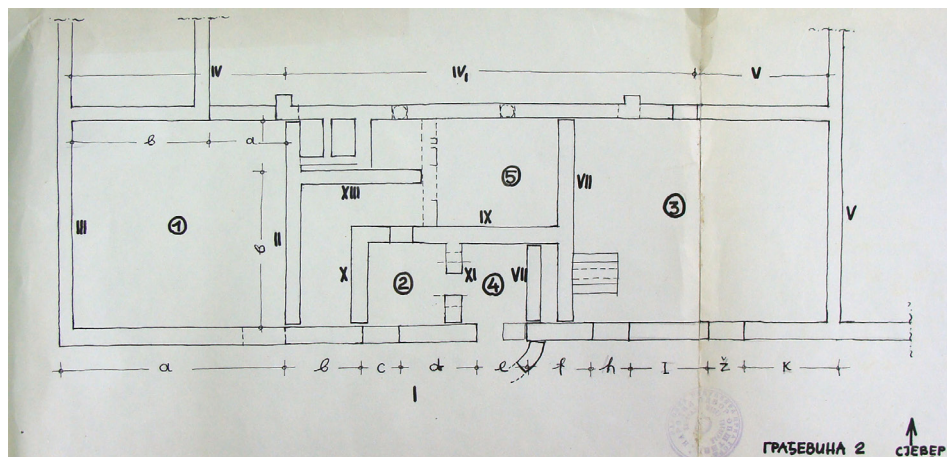 IV IV₁ V
в а
XIII
⑤
VII
③
III ① II
в
IX
V
X ② XI ④ VII
а в с d e f h I ž к
I
ГРАЂЕВИНА 2 СЈЕВЕР